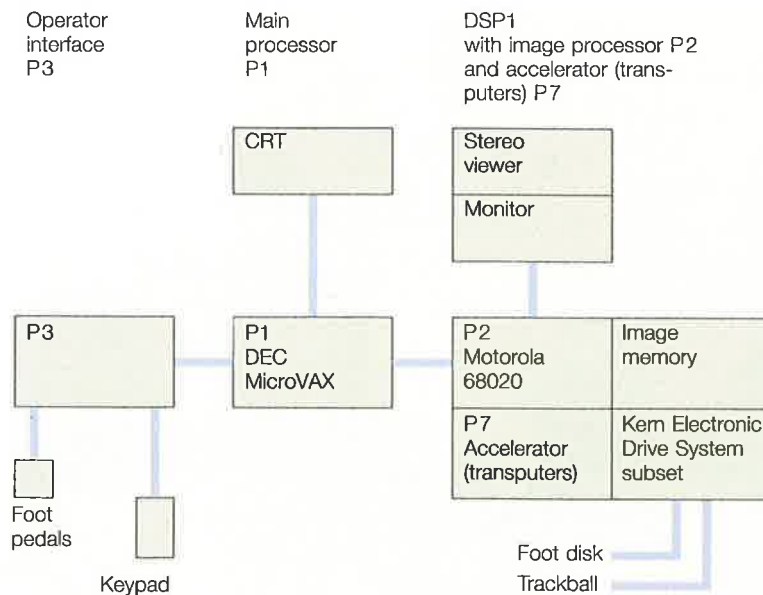 Operator
interface
P3
Main
processor
P1
DSP1
with image processor P2
and accelerator (trans-
puters) P7
CRT
Stereo
viewer
Monitor
P3
P1
DEC
MicroVAX
P2
Motorola
68020
Image
memory
P7
Accelerator
(transputers)
Kern Electronic
Drive System
subset
Foot
pedals
Keypad
Foot disk
Trackball